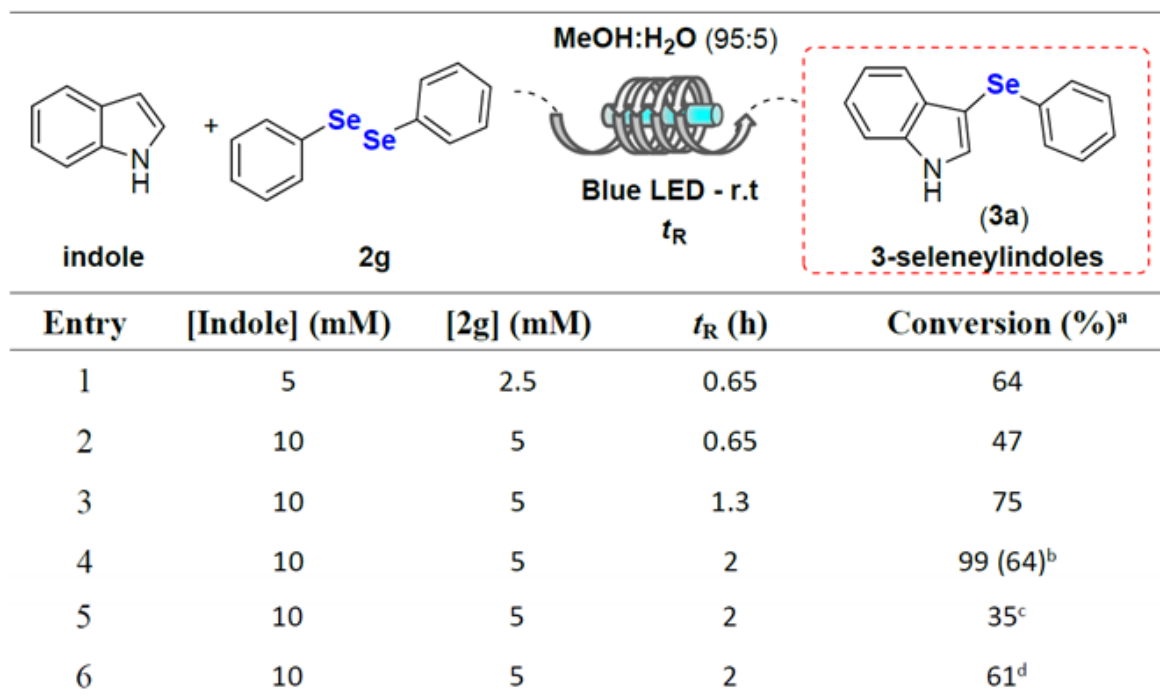 MeOH:H₂O (95:5)
Se
Se
Se
+
N
H
N
H
Blue LED - r.t
tR
(3a)
indole
2g
3-seleneylindoles
Entry [Indole] (mM) [2g] (mM) tR (h) Conversion (%)ᵃ
1 5 2.5 0.65 64
2 10 5 0.65 47
3 10 5 1.3 75
4 10 5 2 99 (64)ᵇ
5 10 5 2 35ᶜ
6 10 5 2 61ᵈ